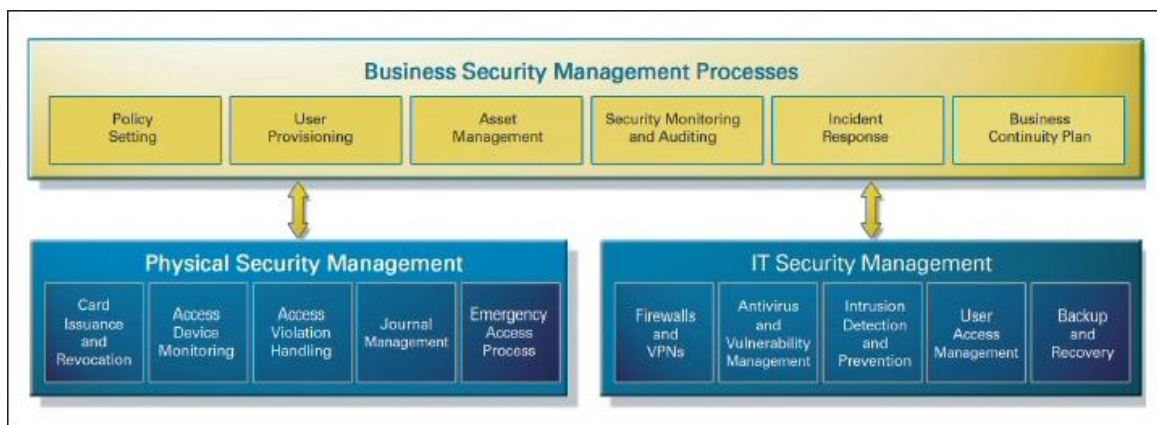 Business Security Management Processes
Policy
Setting
User
Provisioning
Asset
Management
Security Monitoring
and Auditing
Incident
Response
Business
Continuity Plan
Physical Security Management
Card
Issuance
and
Revocation
Access
Device
Monitoring
Access
Violation
Handling
Journal
Management
Emergency
Access
Process
IT Security Management
Firewalls
and
VPNs
Antivirus
and
Vulnerability
Management
Intrusion
Detection
and
Prevention
User
Access
Management
Backup
and
Recovery